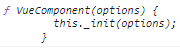 f VueComponent(options) {
this._init(options);
}